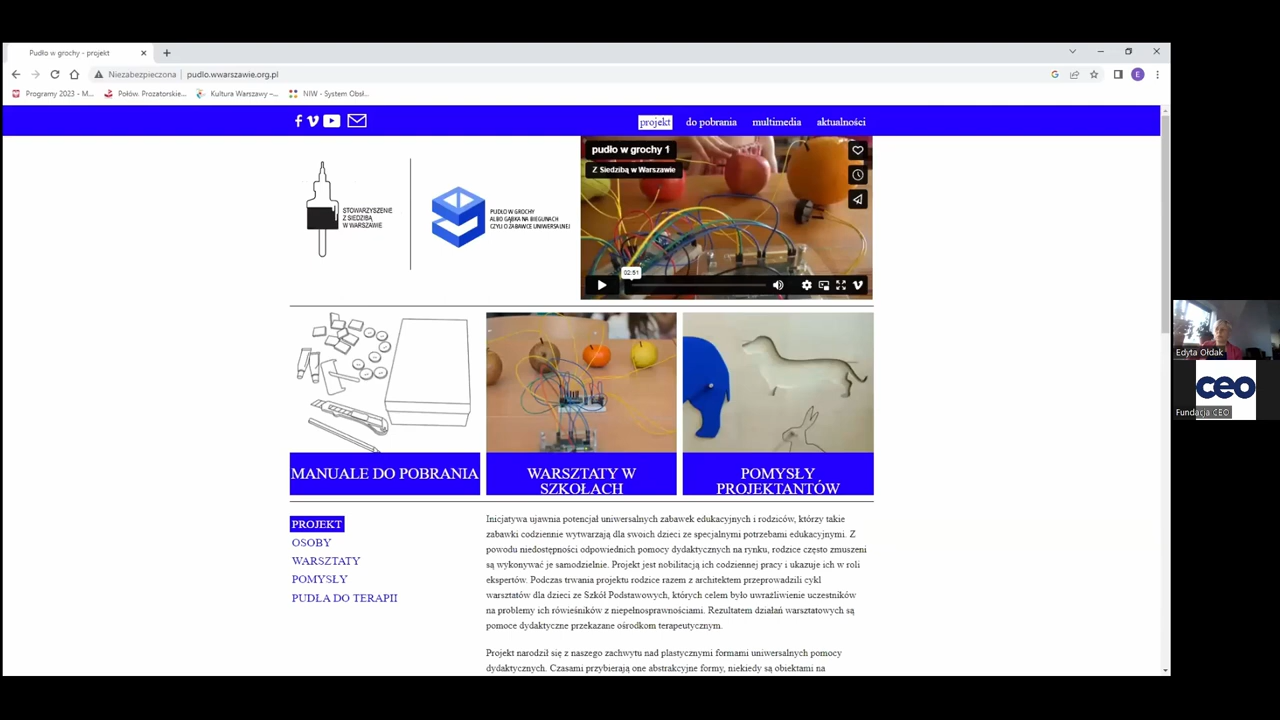 Pudło w grochy - projekt
Niezabezpieczona
pudlo.wwarszawie.org.pl
Programy 2023 - M...
Połów. Prozatorskie...
Kultura Warszawy –...
NIW - System Obsł...
projekt
do pobrania
multimedia
aktualności
STOWARZYSZENIE
Z SIEDZIBĄ
W WARSZAWIE
PUDŁO W GROCHY
ALBO GĄBKA NA BIEGUNACH
CZYLI O ZABAWCE UNIWERSALNEJ
pudło w grochy 1
Z Siedzibą w Warszawie
02:51
MANUALE DO POBRANIA
WARSZTATY W
SZKOŁACH
POMYSŁY
PROJEKTANTÓW
PROJEKT
OSOBY
WARSZTATY
POMYSŁY
PUDŁA DO TERAPII
Inicjatywa ujawnia potencjał uniwersalnych zabawek edukacyjnych i rodziców, którzy takie
zabawki codziennie wytwarzają dla swoich dzieci ze specjalnymi potrzebami edukacyjnymi. Z
powodu niedostępności odpowiednich pomocy dydaktycznych na rynku, rodzice często zmuszeni
są wykonywać je samodzielnie. Projekt jest nobilitacją ich codziennej pracy i ukazuje ich w roli
ekspertów. Podczas trwania projektu rodzice razem z architektem przeprowadzili cykl
warsztatów dla dzieci ze Szkół Podstawowych, których celem było uwrażliwienie uczestników
na problemy ich rówieśników z niepełnosprawnościami. Rezultatem działań warsztatowych są
pomoce dydaktyczne przekazane ośrodkom terapeutycznym.
Projekt narodził się z naszego zachwytu nad plastycznymi formami uniwersalnych pomocy
dydaktycznych. Czasami przybierają one abstrakcyjne formy, niekiedy są obiektami na
Edyta Ołdak
ceo
Fundacja CEO